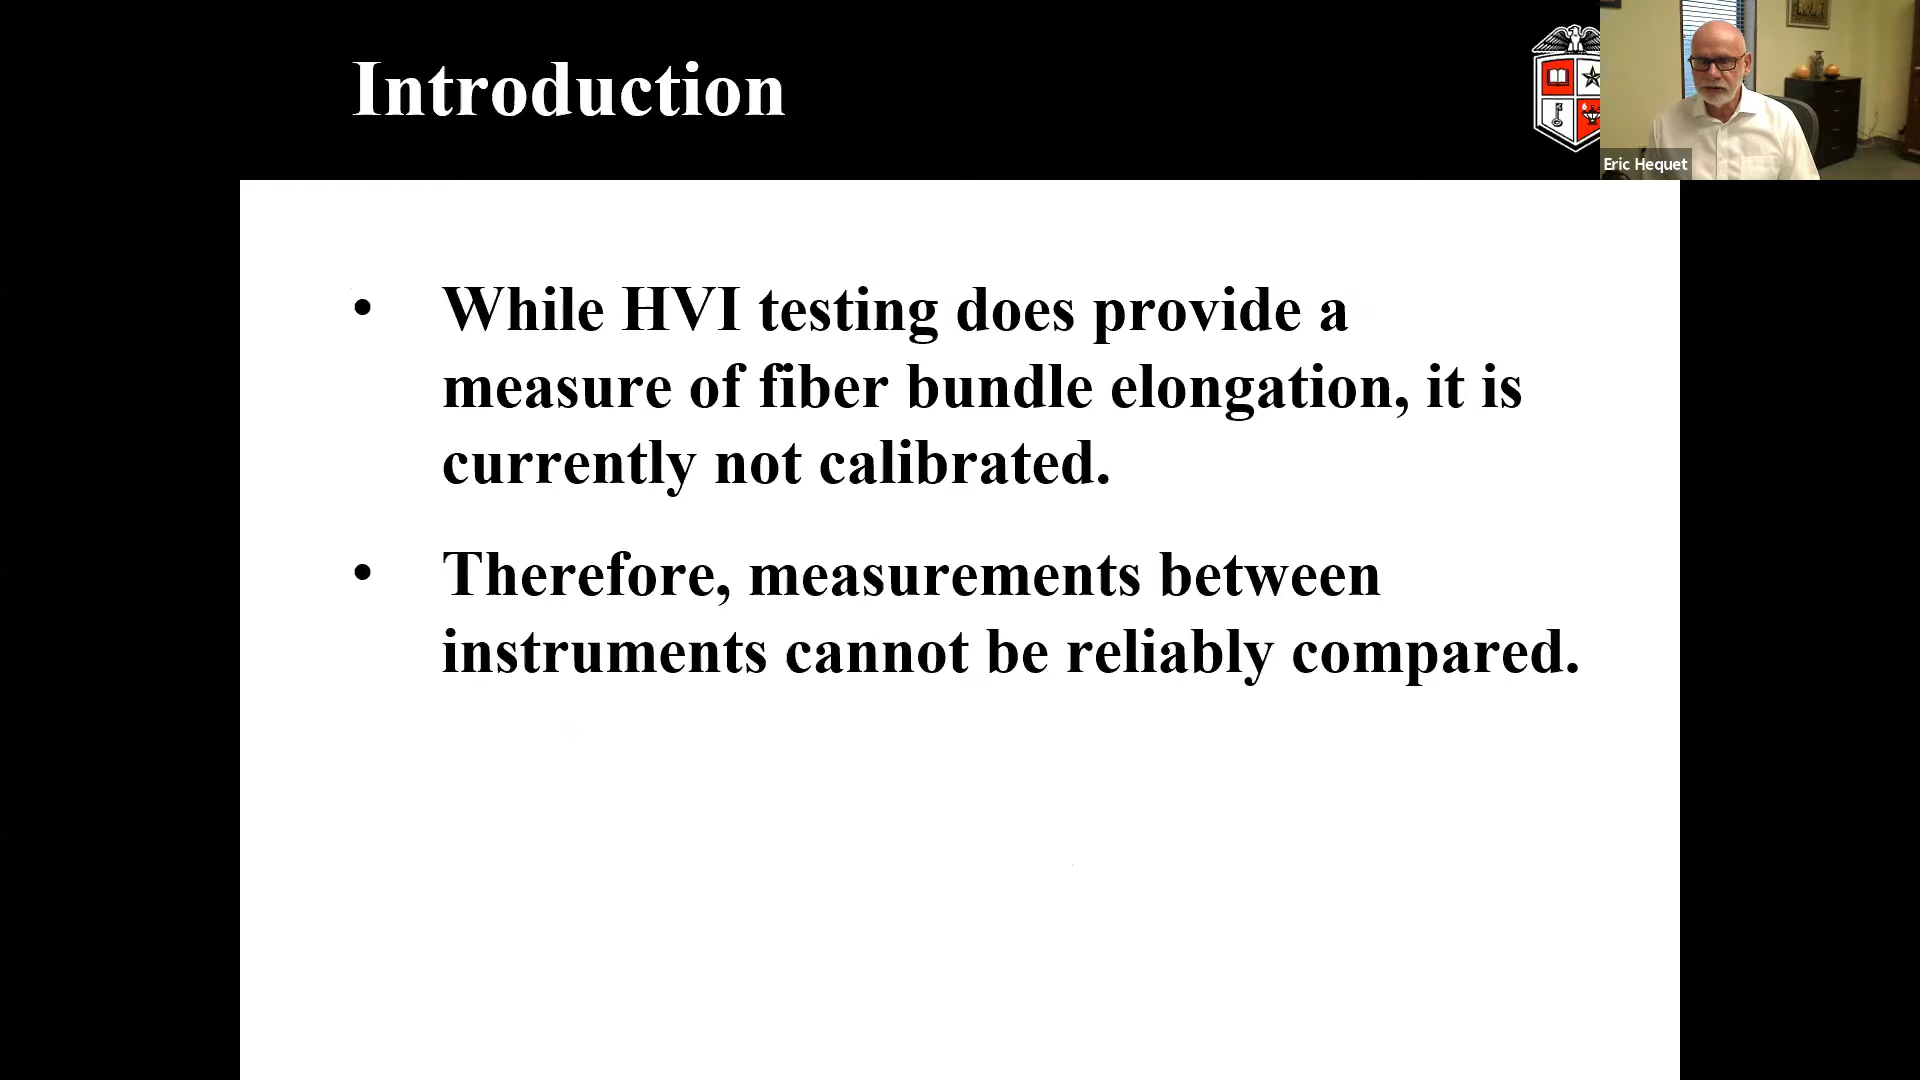 Introduction
Eric Hequet
• While HVI testing does provide a
measure of fiber bundle elongation, it is
currently not calibrated.
• Therefore, measurements between
instruments cannot be reliably compared.